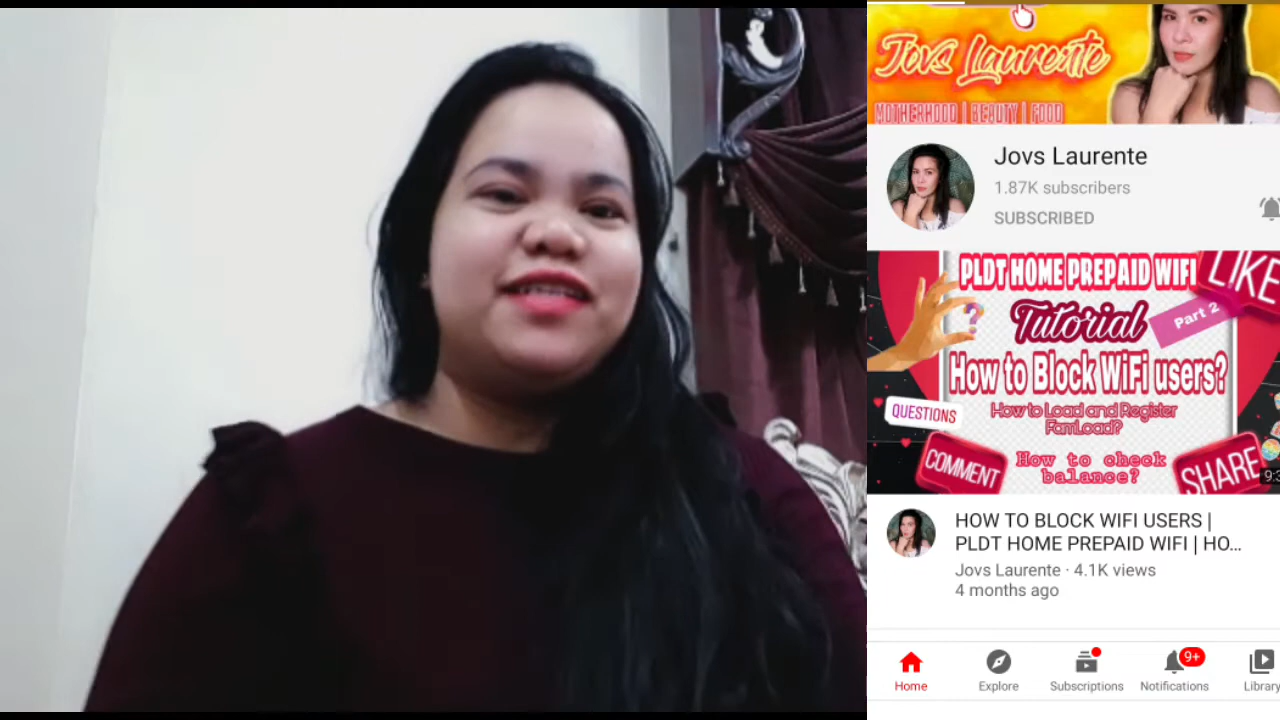 Jovs Laurente
MOTHERHOOD | BEAUTY | FOOD
Jovs Laurente
1.87K subscribers
SUBSCRIBED
PLDT HOME PREPAID WIFI
LIKE
Tutorial
Part 2
How to Block WiFi users?
QUESTIONS
How to Load and Register
FamLoad?
COMMENT
How to check
balance?
SHARE
9:3
HOW TO BLOCK WIFI USERS |
PLDT HOME PREPAID WIFI | HO...
Jovs Laurente · 4.1K views
4 months ago
9+
Home
Explore
Subscriptions
Notifications
Library